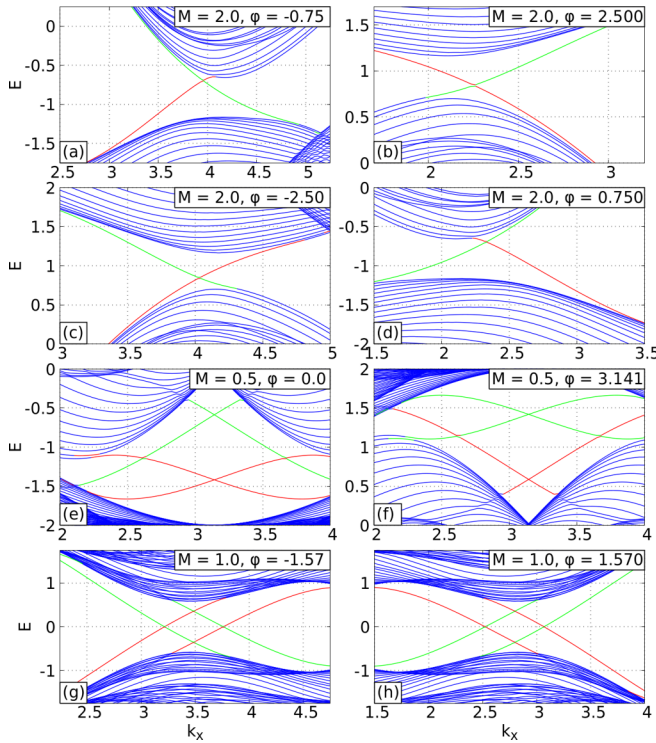 M = 2.0, φ = -0.75
M = 2.0, φ = 2.500
E
0
-0.5
-1
-1.5
(a)
2.5 3 3.5 4 4.5 5
1.5
1
0.5
0
(b)
2 2.5 3
M = 2.0, φ = -2.50
M = 2.0, φ = 0.750
E
2
1.5
1
0.5
0
(c)
3 3.5 4 4.5 5
0
-0.5
-1
-1.5
-2
(d)
1.5 2 2.5 3 3.5
M = 0.5, φ = 0.0
M = 0.5, φ = 3.141
E
0
-0.5
-1
-1.5
-2
(e)
2 2.5 3 3.5 4
2
1.5
1
0.5
0
(f)
2 2.5 3 3.5 4
M = 1.0, φ = -1.57
M = 1.0, φ = 1.570
E
1
0
-1
(g)
2.5 3 3.5 4 4.5
kx
1
0
-1
(h)
1.5 2 2.5 3 3.5 4
kx